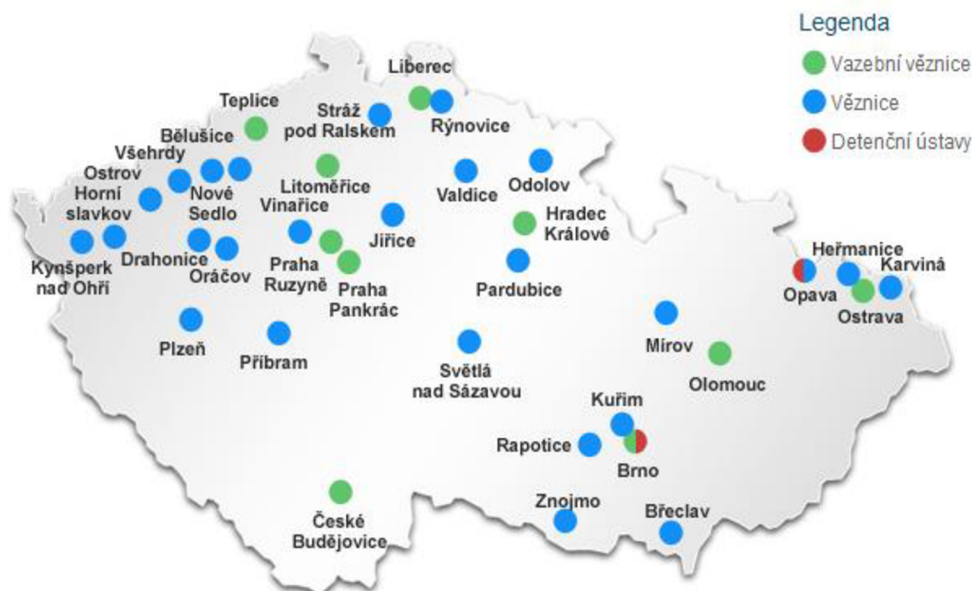 Legenda
Vazební věznice
Věznice
Detenční ústavy
Liberec
Teplice
Stráž
pod Ralskem
Rýnovice
Bělušice
Všehrdy
Ostrov
Horní
slavkov
Nové
Sedlo
Litoměřice
Vinařice
Valdice
Odolov
Hradec
Králové
Jiřice
Kynšperk
nad Ohří
Drahonice
Oráčov
Praha
Ruzyně
Praha
Pankrác
Pardubice
Heřmanice
Karviná
Opava
Ostrava
Plzeň
Příbram
Světlá
nad Sázavou
Mírov
Olomouc
Kuřim
Rapotice
Brno
Znojmo
Břeclav
České
Budějovice